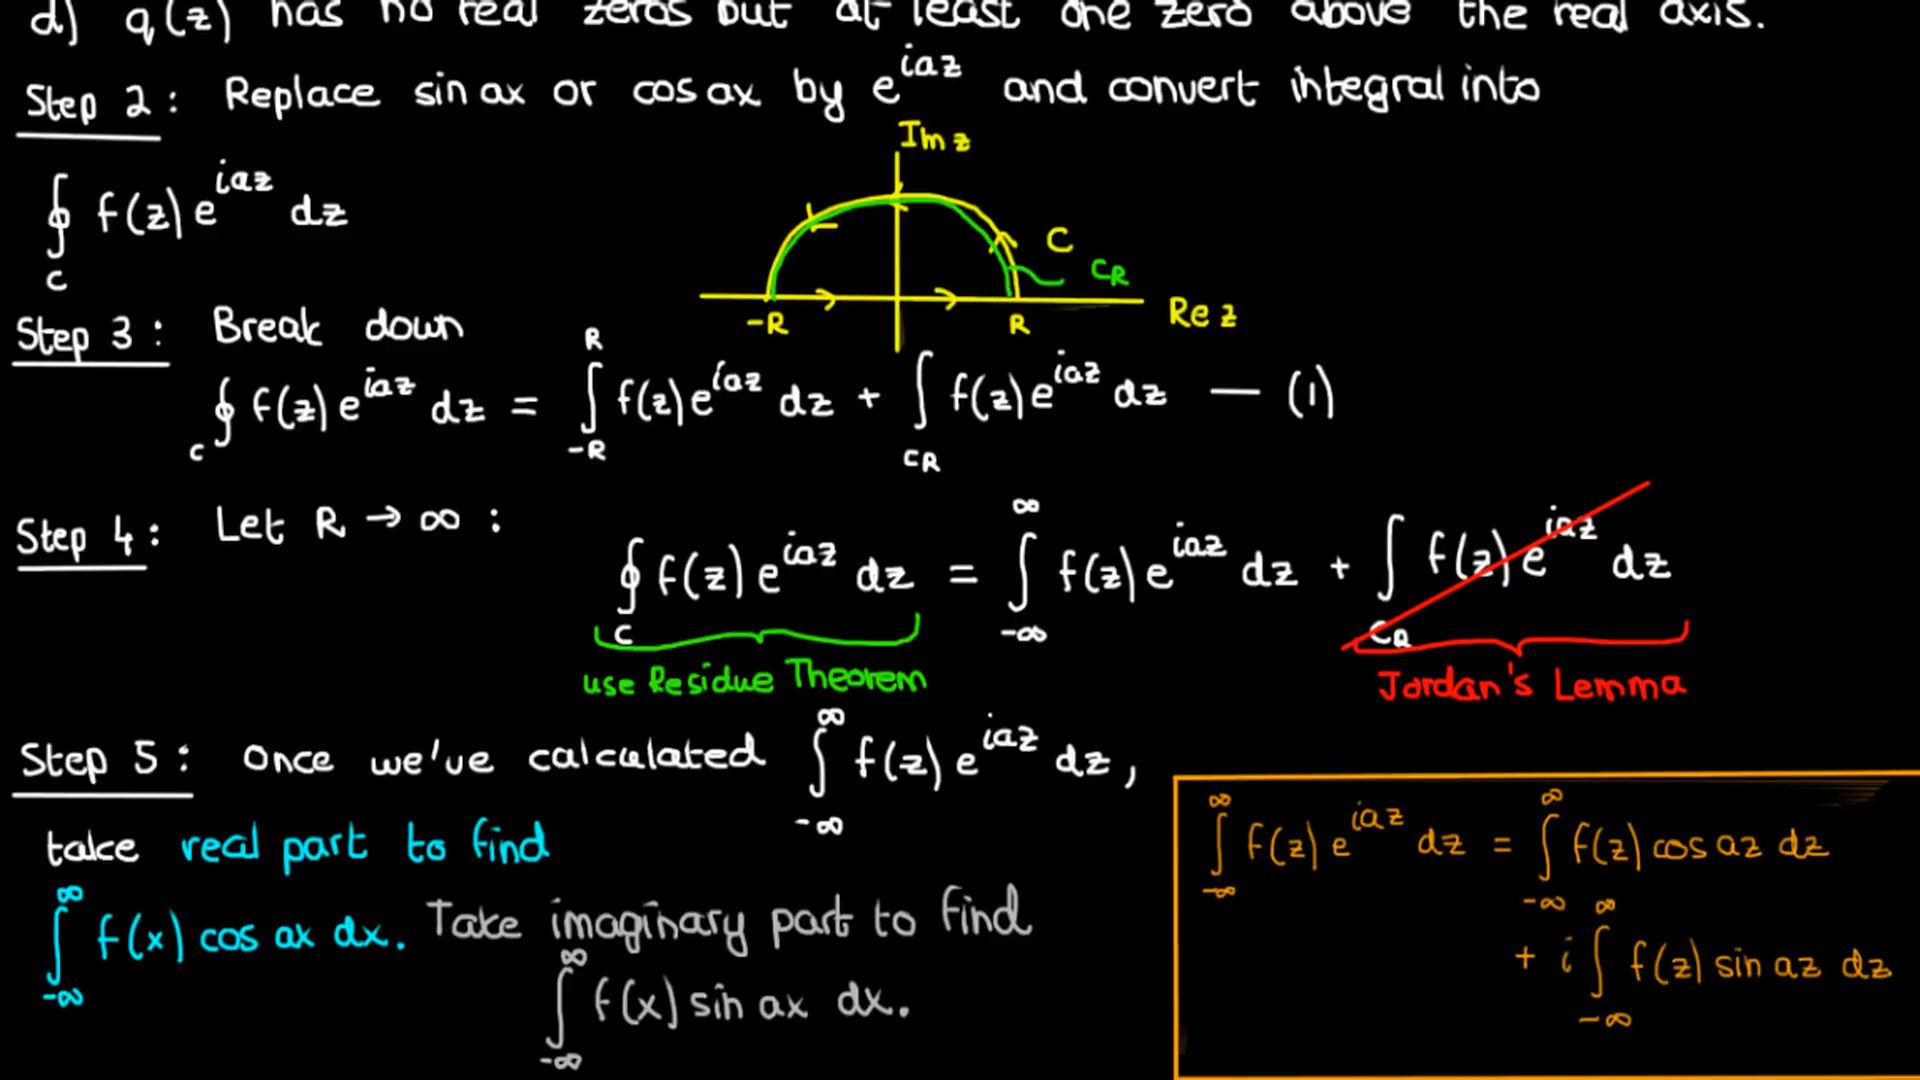 d) q(z) has no real zeros but at least one zero above the real axis.
Step 2: Replace sin ax or cos ax by e^{iaz} and convert integral into
∮_C f(z) e^{iaz} dz
Im z
C
C_R
-R R Re z
Step 3: Break down
∮_C f(z) e^{iaz} dz = ∫_{-R}^{R} f(z) e^{iaz} dz + ∫_{C_R} f(z) e^{iaz} dz — (1)
Step 4: Let R → ∞ :
∮_C f(z) e^{iaz} dz = ∫_{-∞}^{∞} f(z) e^{iaz} dz + ∫_{C_R} f(z) e^{iaz} dz
use Residue Theorem
Jordan's Lemma
Step 5: Once we've calculated ∫_{-∞}^{∞} f(z) e^{iaz} dz,
take real part to find
∫_{-∞}^{∞} f(x) cos ax dx. Take imaginary part to find
∫_{-∞}^{∞} f(x) sin ax dx.
∫_{-∞}^{∞} f(z) e^{iaz} dz = ∫_{-∞}^{∞} f(z) cos az dz
+ i ∫_{-∞}^{∞} f(z) sin az dz